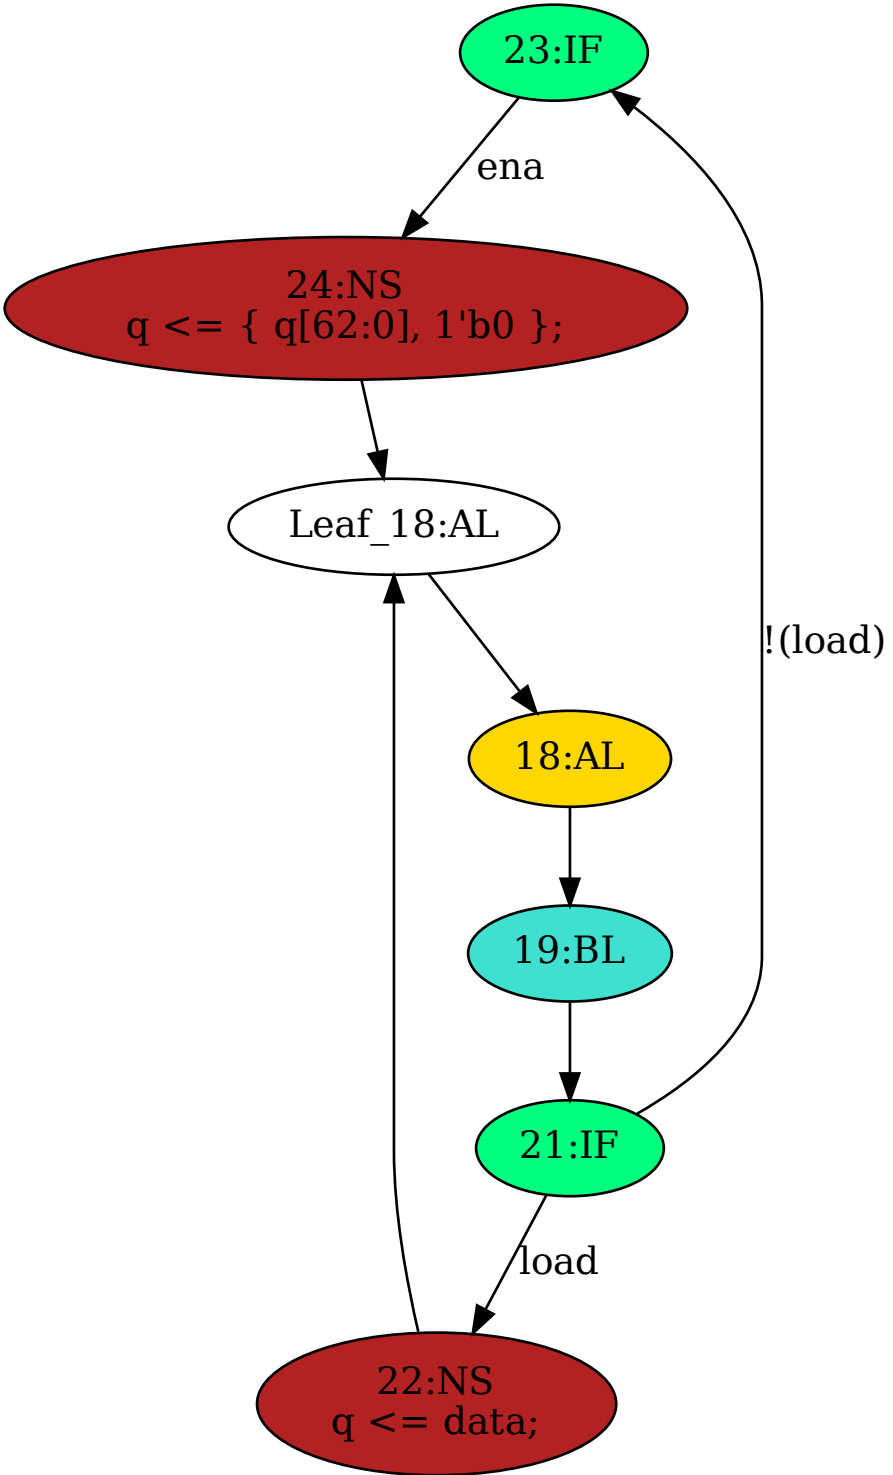 23:IF
ena
24:NS
q <= { q[62:0], 1'b0 };
Leaf_18:AL
!(load)
18:AL
19:BL
21:IF
load
22:NS
q <= data;